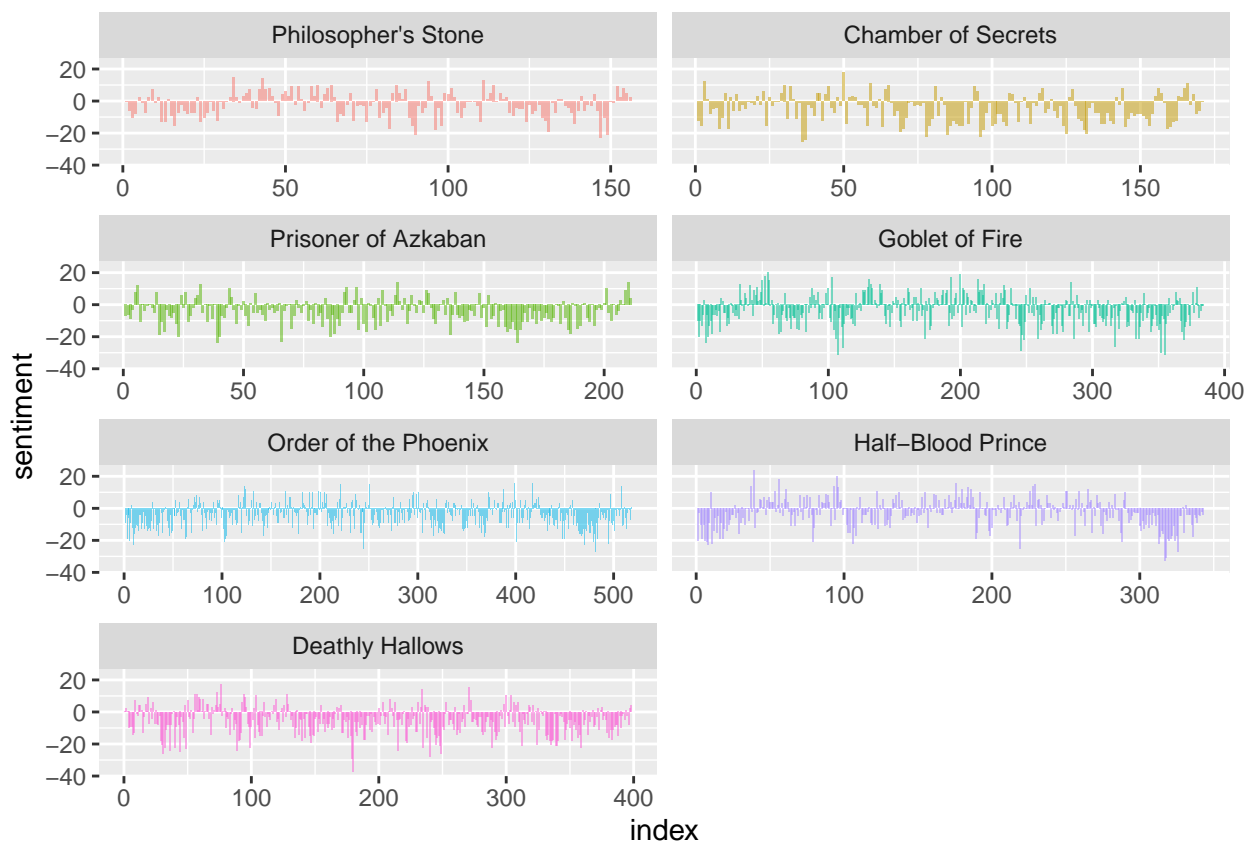 Philosopher's Stone
Chamber of Secrets
20
0
−20
−40
0 50 100 150
0 50 100 150
Prisoner of Azkaban
Goblet of Fire
20
0
−20
−40
0 50 100 150 200
0 100 200 300 400
Order of the Phoenix
Half−Blood Prince
20
0
−20
−40
0 100 200 300 400 500
0 100 200 300
Deathly Hallows
20
0
−20
−40
0 100 200 300 400
sentiment
index